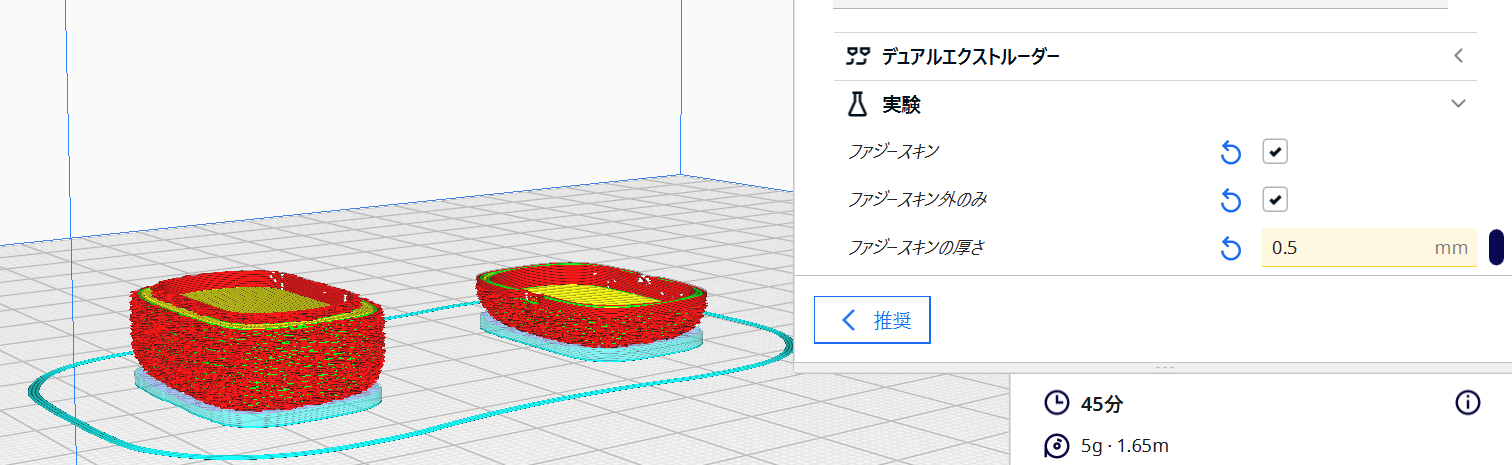 デュアルエクストルーダー
実験
ファジースキン
ファジースキン外のみ
ファジースキンの厚さ 0.5 mm
推奨
45分
5g · 1.65m